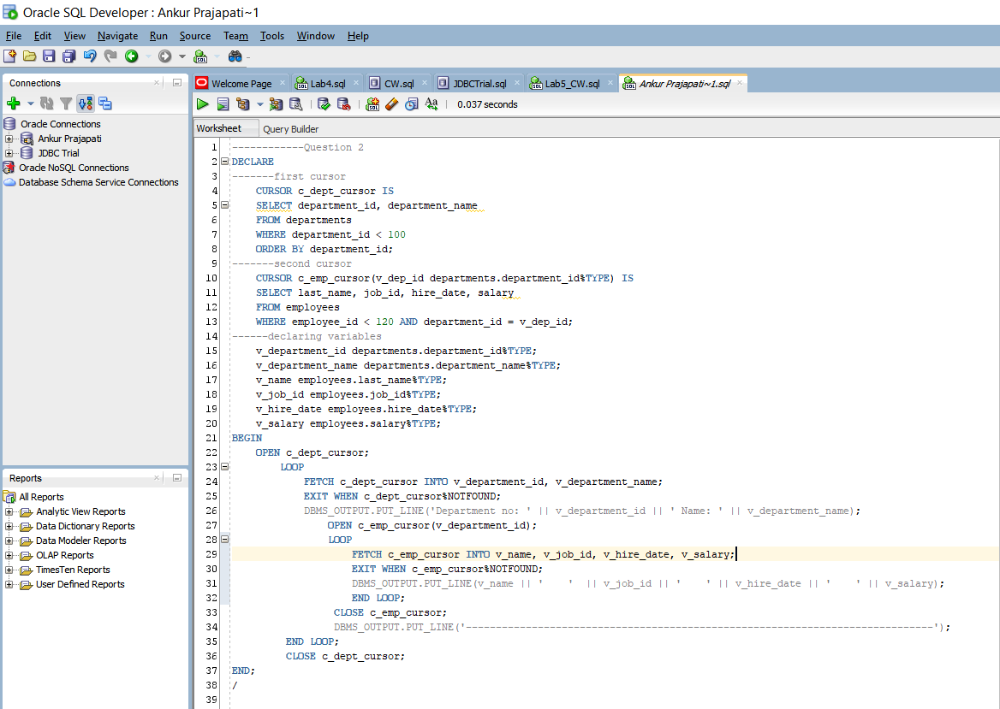 Oracle SQL Developer : Ankur Prajapati~1
File Edit View Navigate Run Source Team Tools Window Help
Connections
Oracle Connections
Ankur Prajapati
JDBC Trial
Oracle NoSQL Connections
Database Schema Service Connections
Reports
All Reports
Analytic View Reports
Data Dictionary Reports
Data Modeler Reports
OLAP Reports
TimesTen Reports
User Defined Reports
Welcome Page Lab4.sql CW.sql JDBCTrial.sql Lab5_CW.sql Ankur Prajapati~1.sql
0.037 seconds
Worksheet Query Builder
1 ------------Question 2
2 DECLARE
3 -------first cursor
4 CURSOR c_dept_cursor IS
5 SELECT department_id, department_name
6 FROM departments
7 WHERE department_id < 100
8 ORDER BY department_id;
9 -------second cursor
10 CURSOR c_emp_cursor(v_dep_id departments.department_id%TYPE) IS
11 SELECT last_name, job_id, hire_date, salary
12 FROM employees
13 WHERE employee_id < 120 AND department_id = v_dep_id;
14 ------declaring variables
15 v_department_id departments.department_id%TYPE;
16 v_department_name departments.department_name%TYPE;
17 v_name employees.last_name%TYPE;
18 v_job_id employees.job_id%TYPE;
19 v_hire_date employees.hire_date%TYPE;
20 v_salary employees.salary%TYPE;
21 BEGIN
22 OPEN c_dept_cursor;
23 LOOP
24 FETCH c_dept_cursor INTO v_department_id, v_department_name;
25 EXIT WHEN c_dept_cursor%NOTFOUND;
26 DBMS_OUTPUT.PUT_LINE('Department no: ' || v_department_id || ' Name: ' || v_department_name);
27 OPEN c_emp_cursor(v_department_id);
28 LOOP
29 FETCH c_emp_cursor INTO v_name, v_job_id, v_hire_date, v_salary;
30 EXIT WHEN c_emp_cursor%NOTFOUND;
31 DBMS_OUTPUT.PUT_LINE(v_name || '    '  || v_job_id || '    ' || v_hire_date || '    ' || v_salary);
32 END LOOP;
33 CLOSE c_emp_cursor;
34 DBMS_OUTPUT.PUT_LINE('------------------------------------------------------------------------------');
35 END LOOP;
36 CLOSE c_dept_cursor;
37 END;
38 /
39